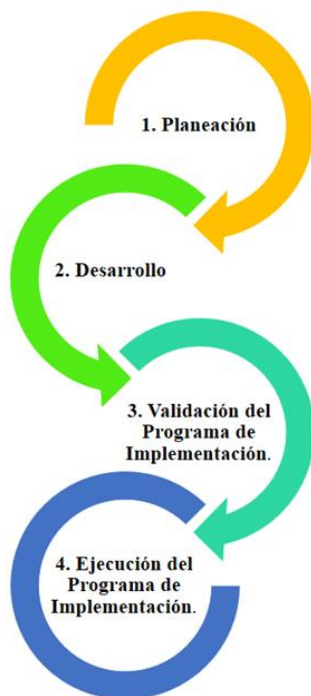 1. Planeación
2. Desarrollo
3. Validación del
Programa de
Implementación.
4. Ejecución del
Programa de
Implementación.